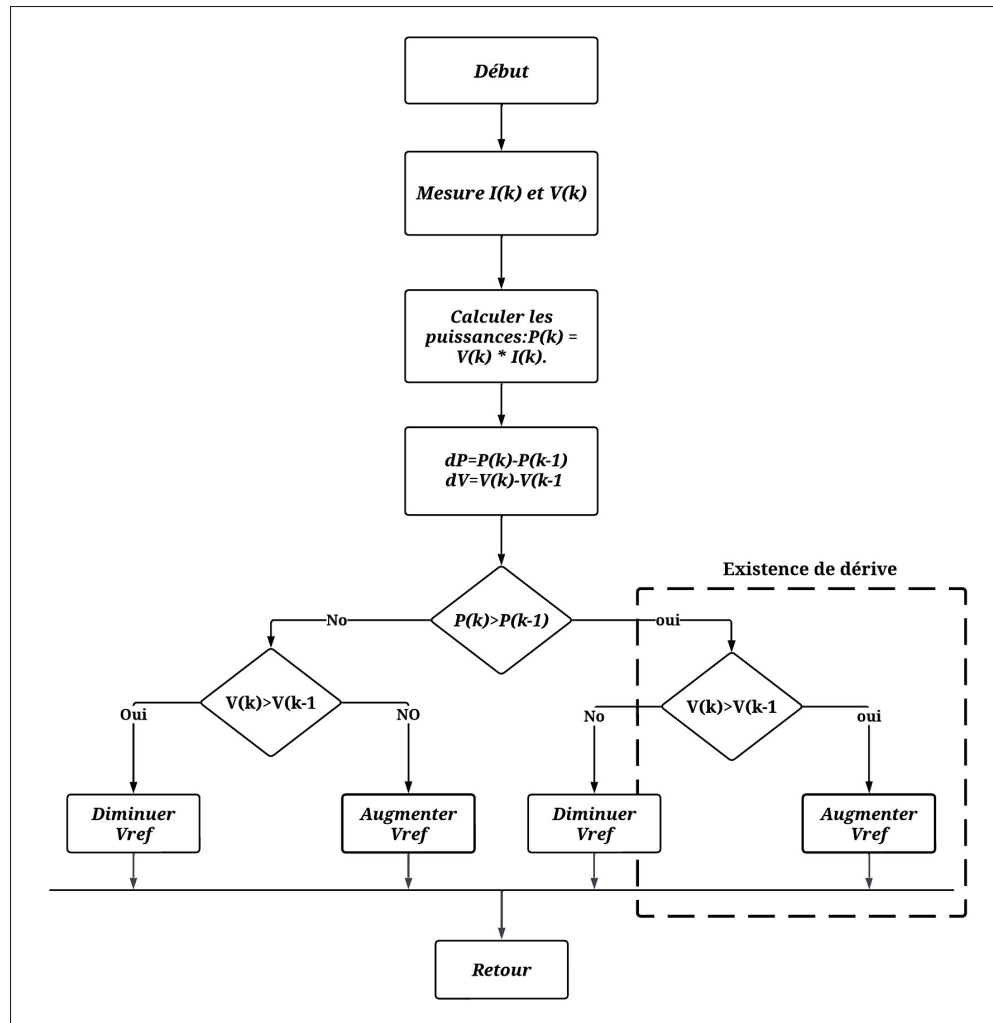 Début
Mesure I(k) et V(k)
Calculer les
puissances:P(k) =
V(k) * I(k).
dP=P(k)-P(k-1)
dV=V(k)-V(k-1
Existence de dérive
No
P(k)>P(k-1)
oui
V(k)>V(k-1
V(k)>V(k-1
Oui
NO
No
oui
Diminuer
Vref
Augmenter
Vref
Diminuer
Vref
Augmenter
Vref
Retour